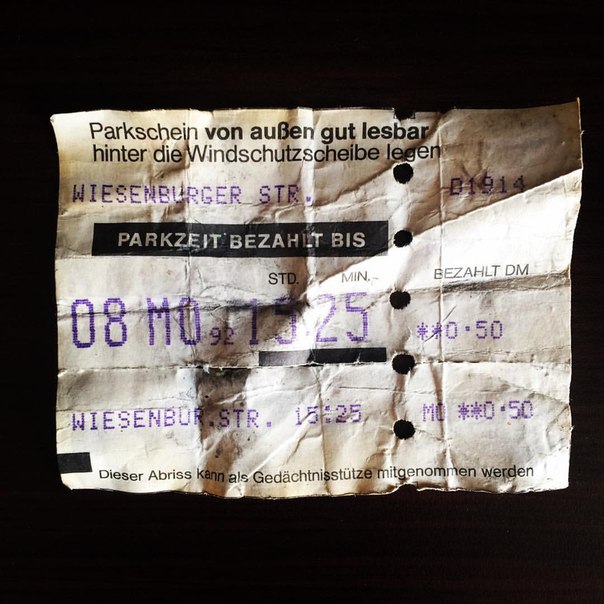 Parkschein von außen gut lesbar
hinter die Windschutzscheibe legen
WIESENBURGER STR. D1914
PARKZEIT BEZAHLT BIS
STD. MIN. BEZAHLT DM
08 MO 92 15:25 **0·50
WIESENBUR.STR. 15:25 MO **0·50
Dieser Abriss kann als Gedächtnisstütze mitgenommen werden